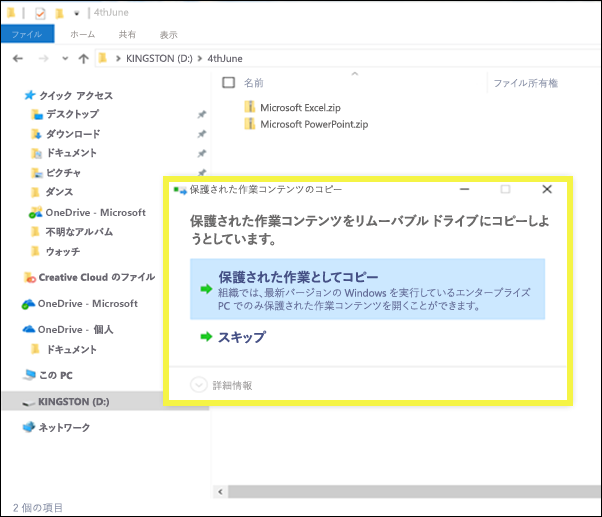 4thJune
ファイル ホーム 共有 表示
KINGSTON (D:) 4thJune
名前 ファイル所有権
Microsoft Excel.zip
Microsoft PowerPoint.zip
クイック アクセス
デスクトップ
ダウンロード
ドキュメント
ピクチャ
ダンス
OneDrive - Microsoft
不明なアルバム
ウォッチ
Creative Cloud のファイル
OneDrive - Microsoft
OneDrive - 個人
ドキュメント
この PC
KINGSTON (D:)
ネットワーク
保護された作業コンテンツのコピー
保護された作業コンテンツをリムーバブル ドライブにコピーしよ
うとしています。
保護された作業としてコピー
組織では、最新バージョンの Windows を実行しているエンタープライズ
PC でのみ保護された作業コンテンツを開くことができます。
スキップ
詳細情報
2 個の項目